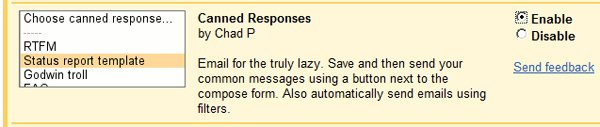 Choose canned response...
-----
RTFM
Status report template
Godwin troll
Canned Responses
by Chad P
Email for the truly lazy. Save and then send your
common messages using a button next to the
compose form. Also automatically send emails using
filters.
Enable
Disable
Send feedback